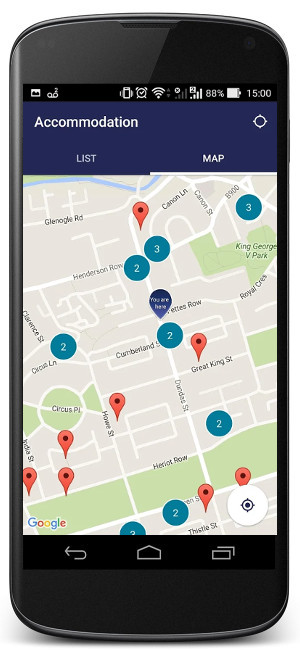 88% 15:00
Accommodation
LIST MAP
Canon Ln
Canon St
B900
Glenogle Rd
3
3
King George
V Park
Henderson Row
2
Royal Cres
You are
here
ettes Row
Clarence St
2
2
Cumberland S
Circus Ln
Great King St
Dundas St
Circus Pl
Howe St
2
India St
Heriot Row
een S
2
Thistle St
3
Google